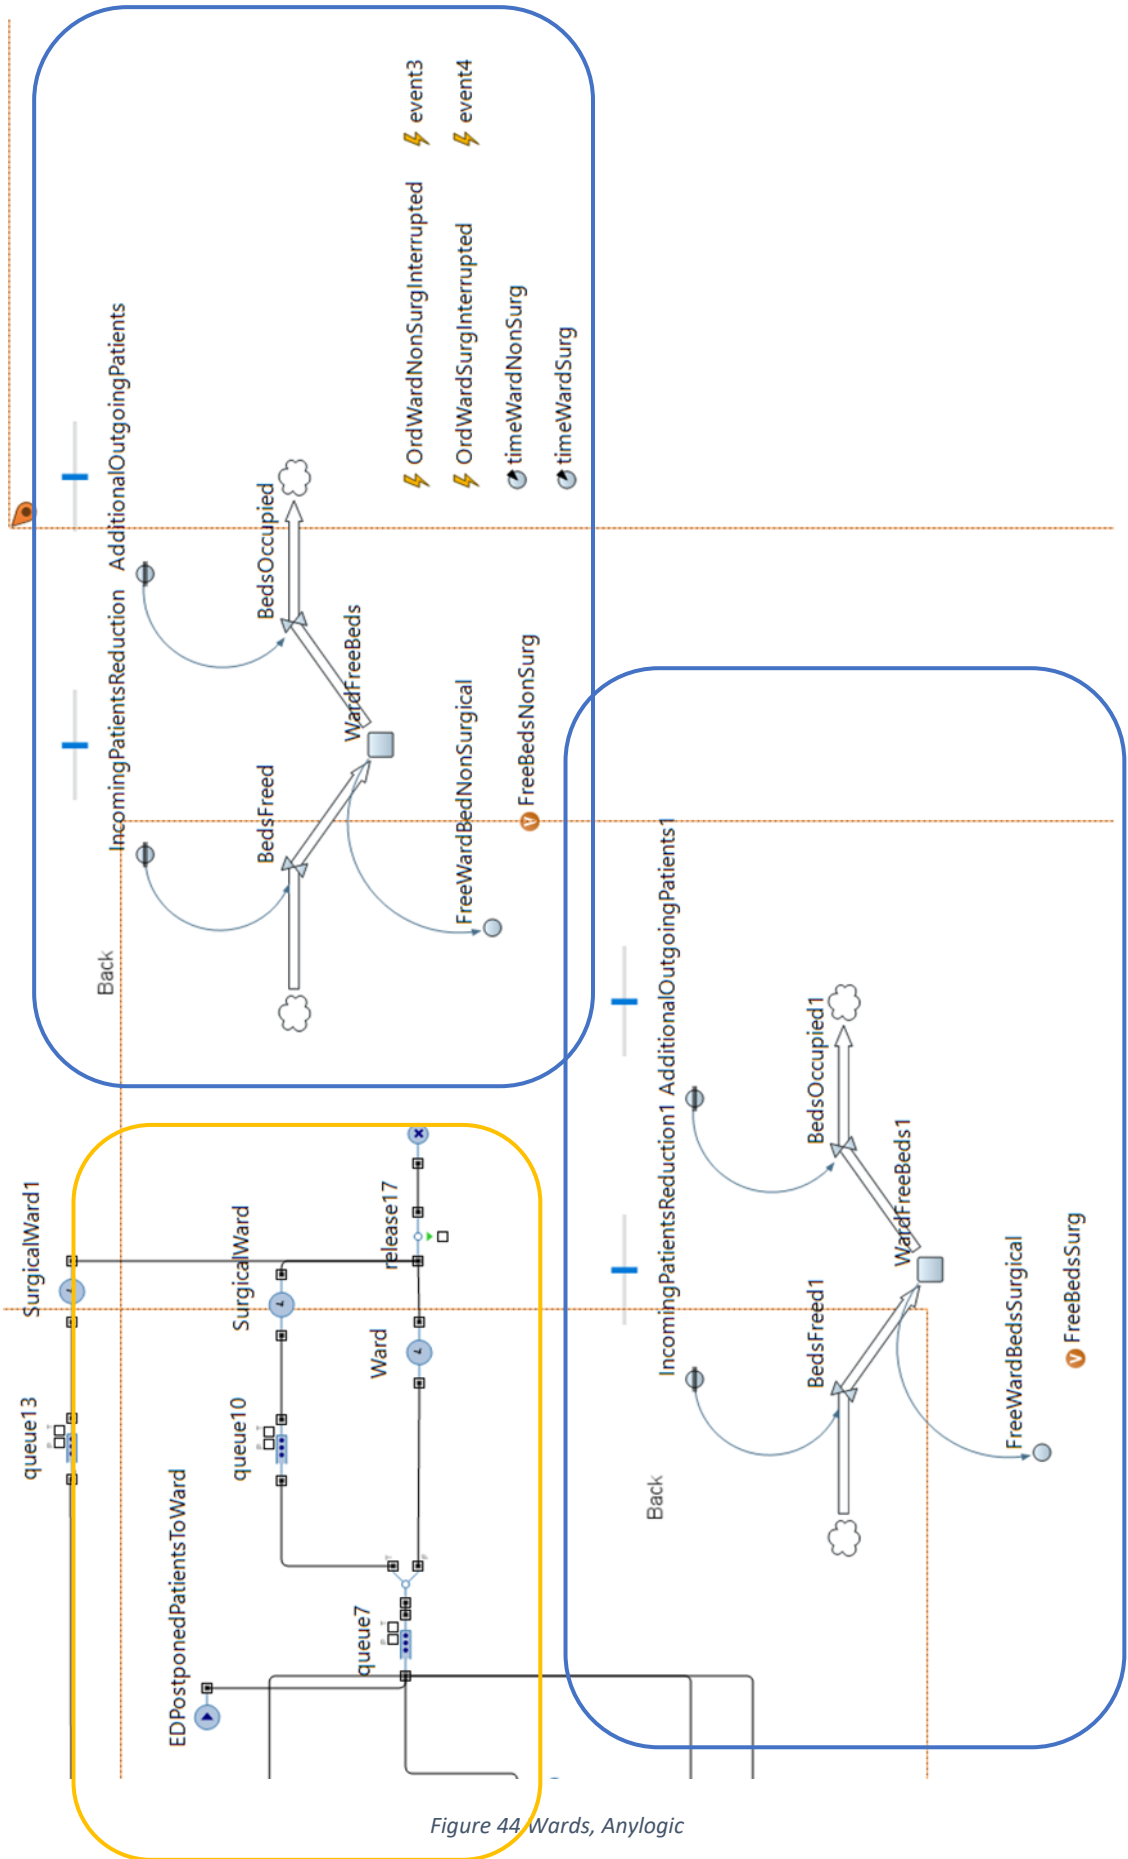 Back
IncomingPatientsReduction
AdditionalOutgoingPatients
BedsFreed
BedsOccupied
WardFreeBeds
FreeWardBedNonSurgical
FreeBedsNonSurg
OrdWardNonSurgInterrupted
event3
OrdWardSurgInterrupted
event4
timeWardNonSurg
timeWardSurg
queue13
SurgicalWard1
EDPostponedPatientsToWard
queue10
SurgicalWard
queue7
Ward
release17
Back
IncomingPatientsReduction1
AdditionalOutgoingPatients1
BedsFreed1
BedsOccupied1
WardFreeBeds1
FreeWardBedsSurgical
FreeBedsSurg
Figure 44 Wards, Anylogic